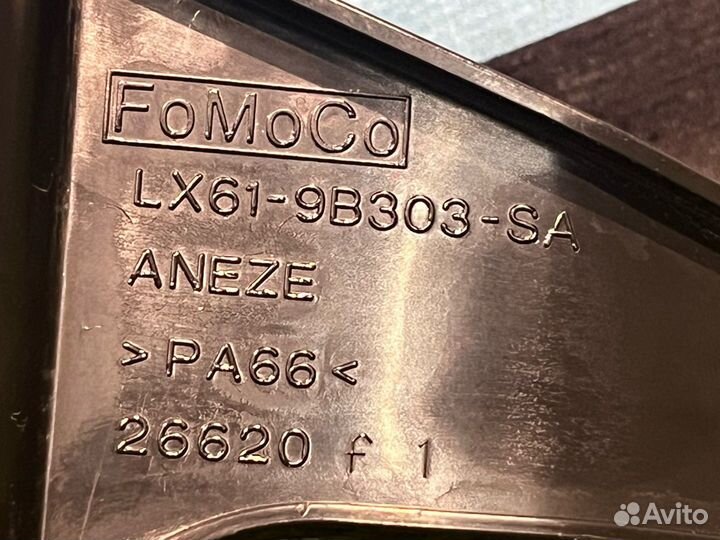 FoMoCo
LX61-9B303-SA
ANEZE
>PA66<
26620 f 1
Avito